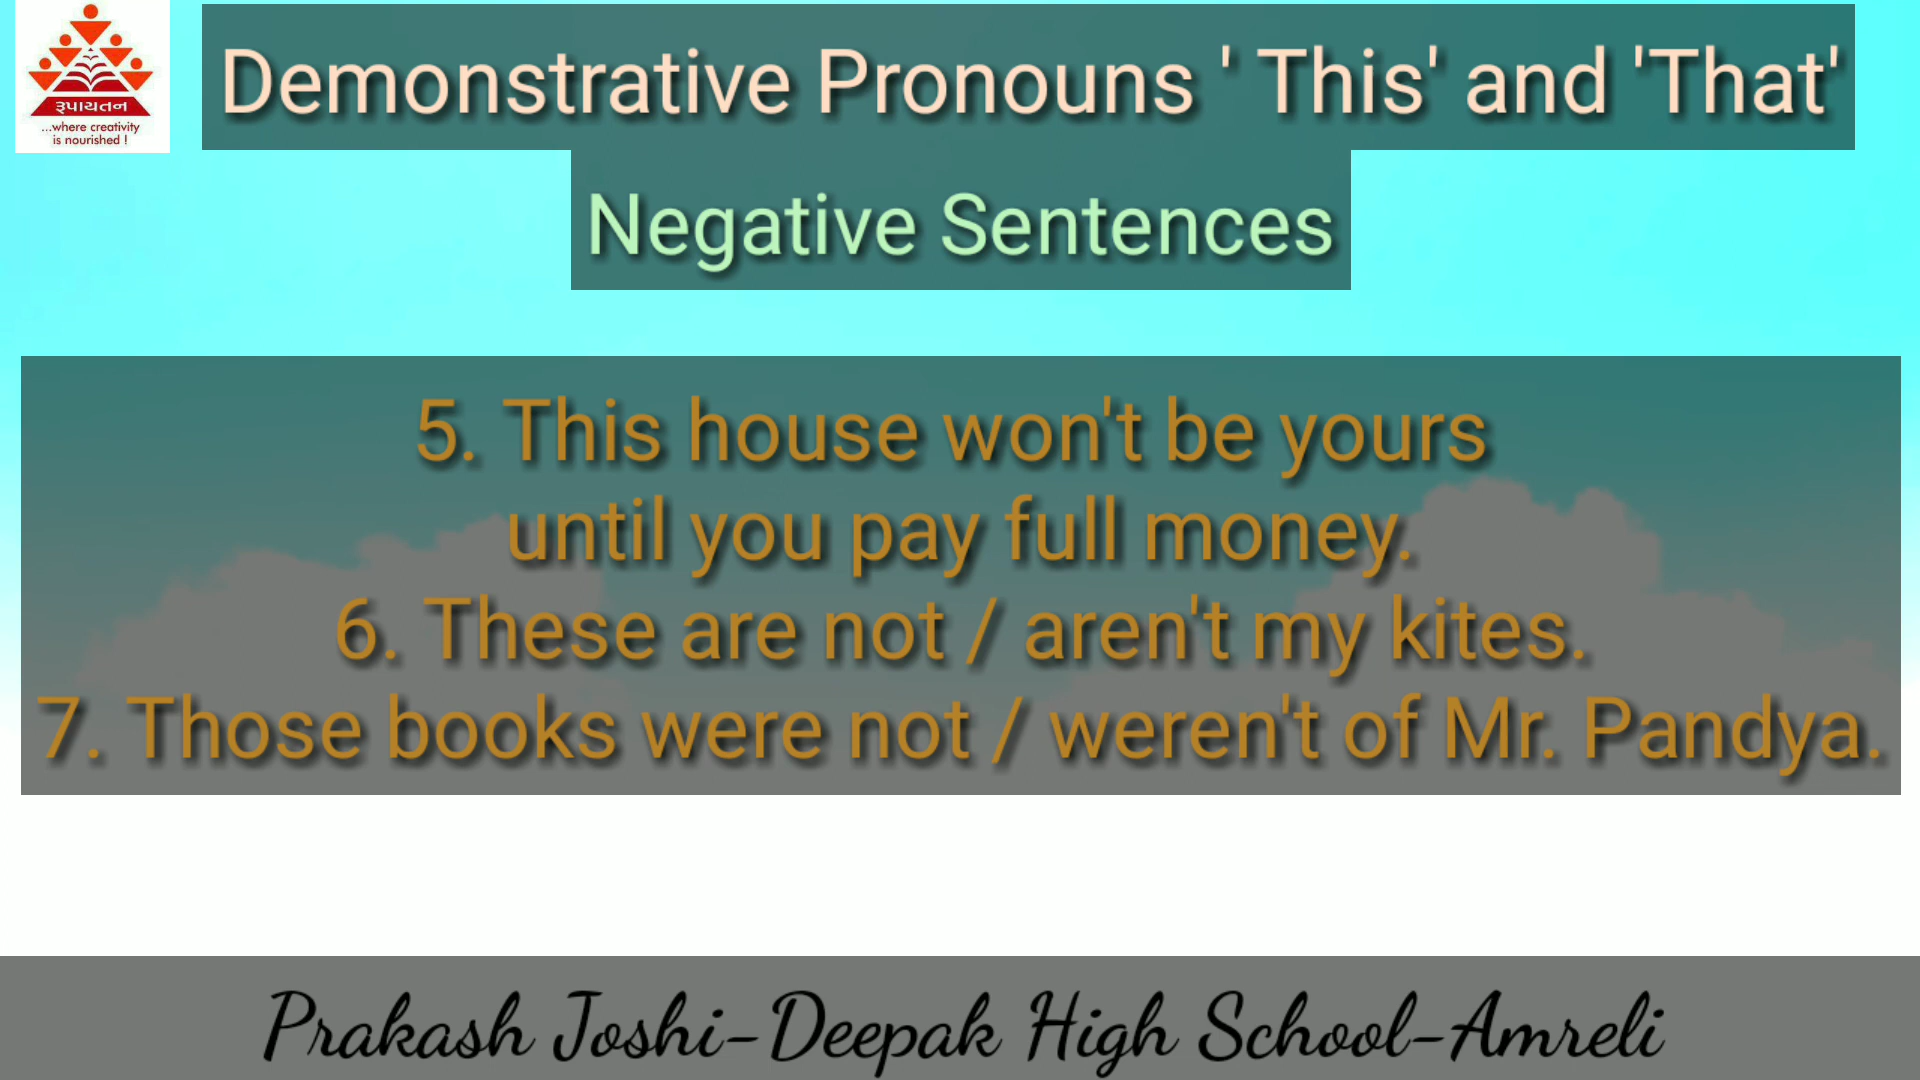 રૂપાયતન
...where creativity
is nourished !
Demonstrative Pronouns ' This' and 'That'
Negative Sentences
5. This house won't be yours
until you pay full money.
6. These are not / aren't my kites.
7. Those books were not / weren't of Mr. Pandya.
Prakash Joshi-Deepak High School-Amreli